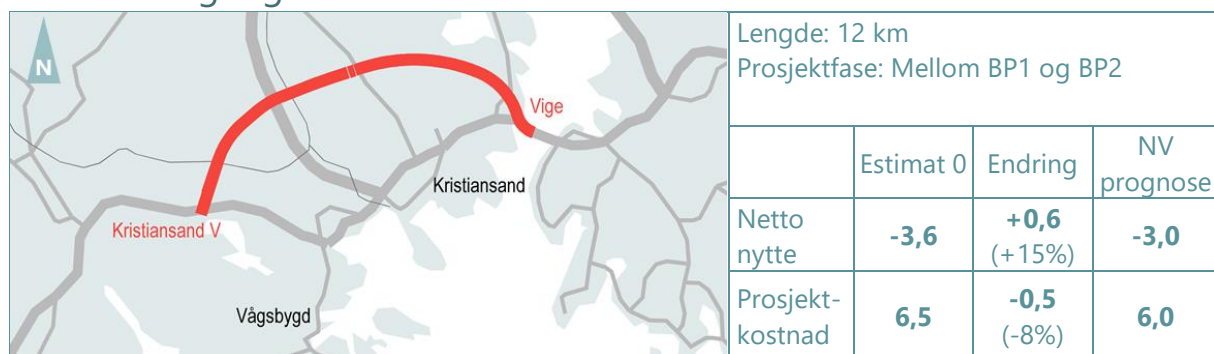 N
Vige
Kristiansand
Kristiansand V
Vågsbygd
Lengde: 12 km
Prosjektfase: Mellom BP1 og BP2
Estimat 0
Endring
NV
prognose
Netto
nytte
-3,6
+0,6
(+15%)
-3,0
Prosjekt-
kostnad
6,5
-0,5
(-8%)
6,0